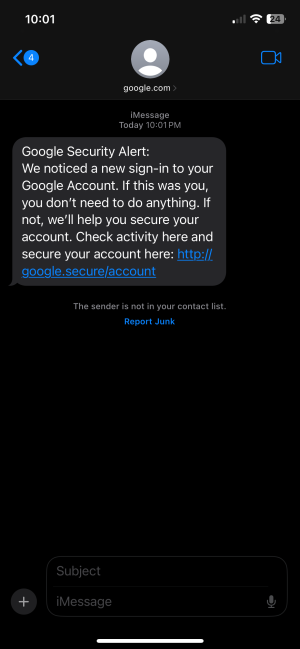 10:01
24
4
google.com
iMessage
Today 10:01 PM
Google Security Alert:
We noticed a new sign-in to your
Google Account. If this was you,
you don’t need to do anything. If
not, we’ll help you secure your
account. Check activity here and
secure your account here: http://
google.secure/account
The sender is not in your contact list.
Report Junk
Subject
iMessage